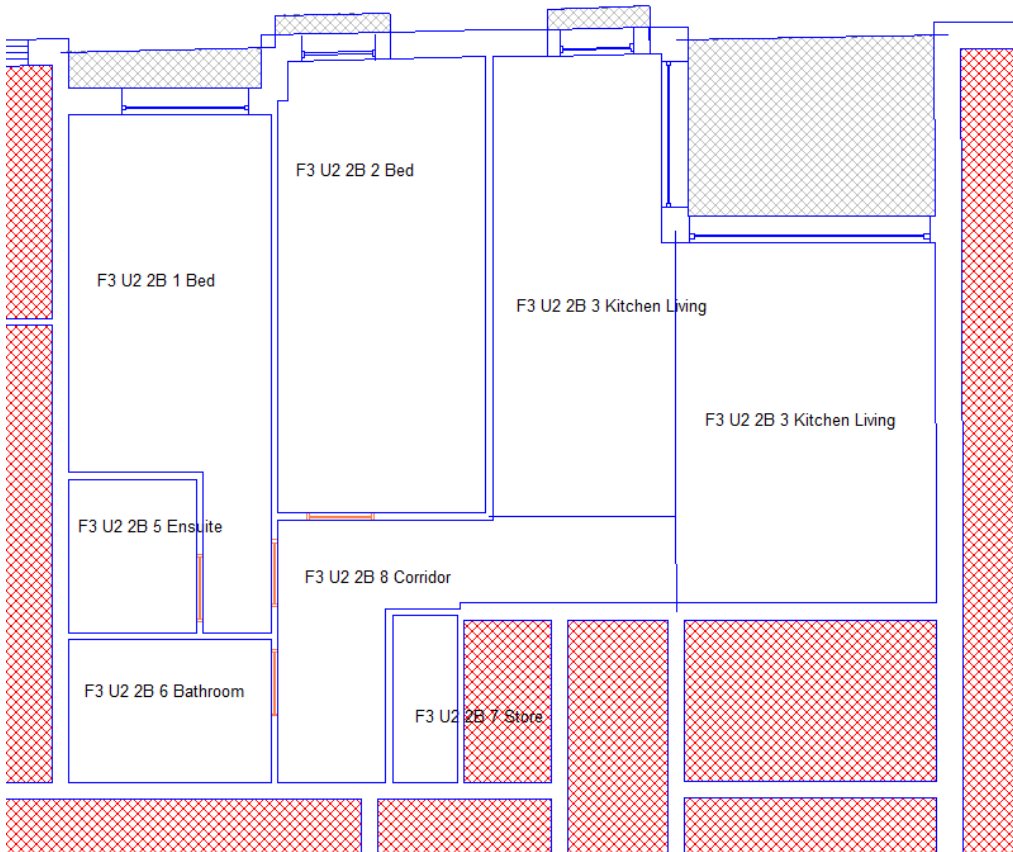 F3 U2 2B 2 Bed
F3 U2 2B 1 Bed
F3 U2 2B 3 Kitchen Living
F3 U2 2B 3 Kitchen Living
F3 U2 2B 5 Ensuite
F3 U2 2B 8 Corridor
F3 U2 2B 6 Bathroom
F3 U2 2B 7 Store